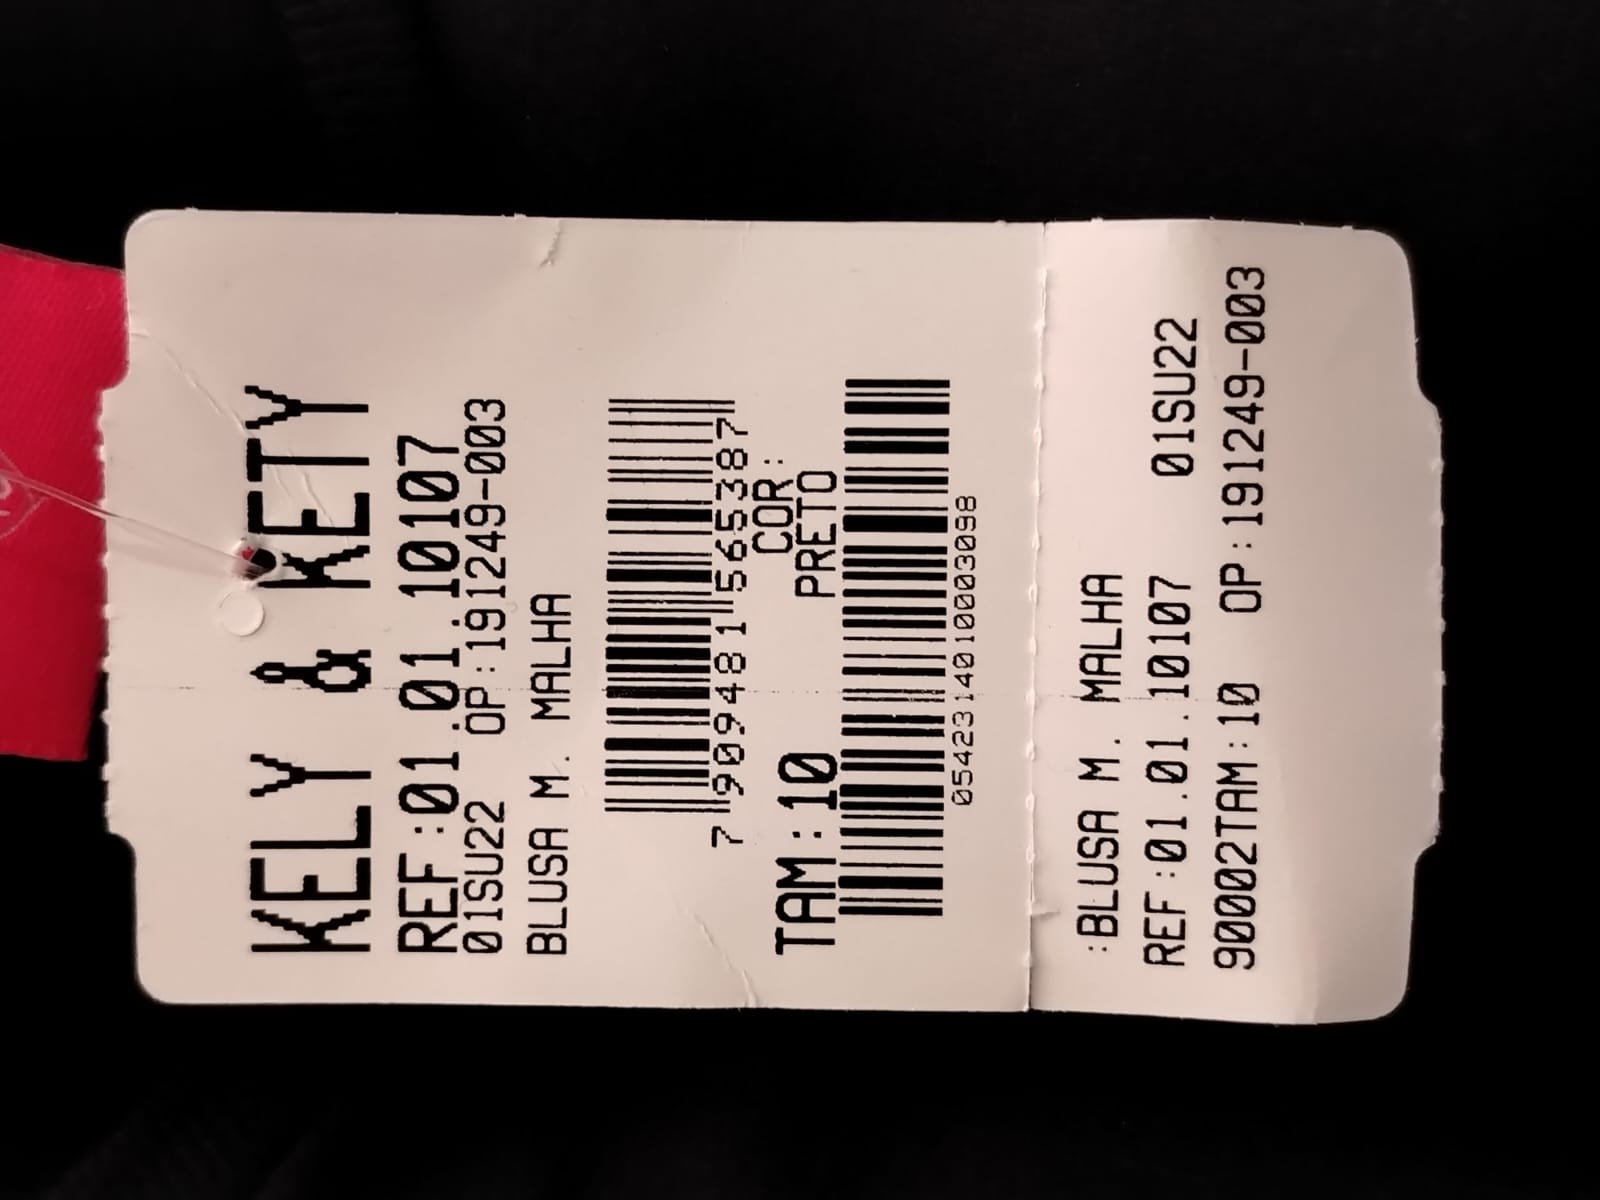 KELY & KETY
REF:01.01.10107
01SU22 OP:191249-003
BLUSA M. MALHA
7 909481 565387
COR:
TAM:10 PRETO
05423140100003098
:BLUSA M. MALHA
REF:01.01.10107 01SU22
90002TAM:10 OP:191249-003